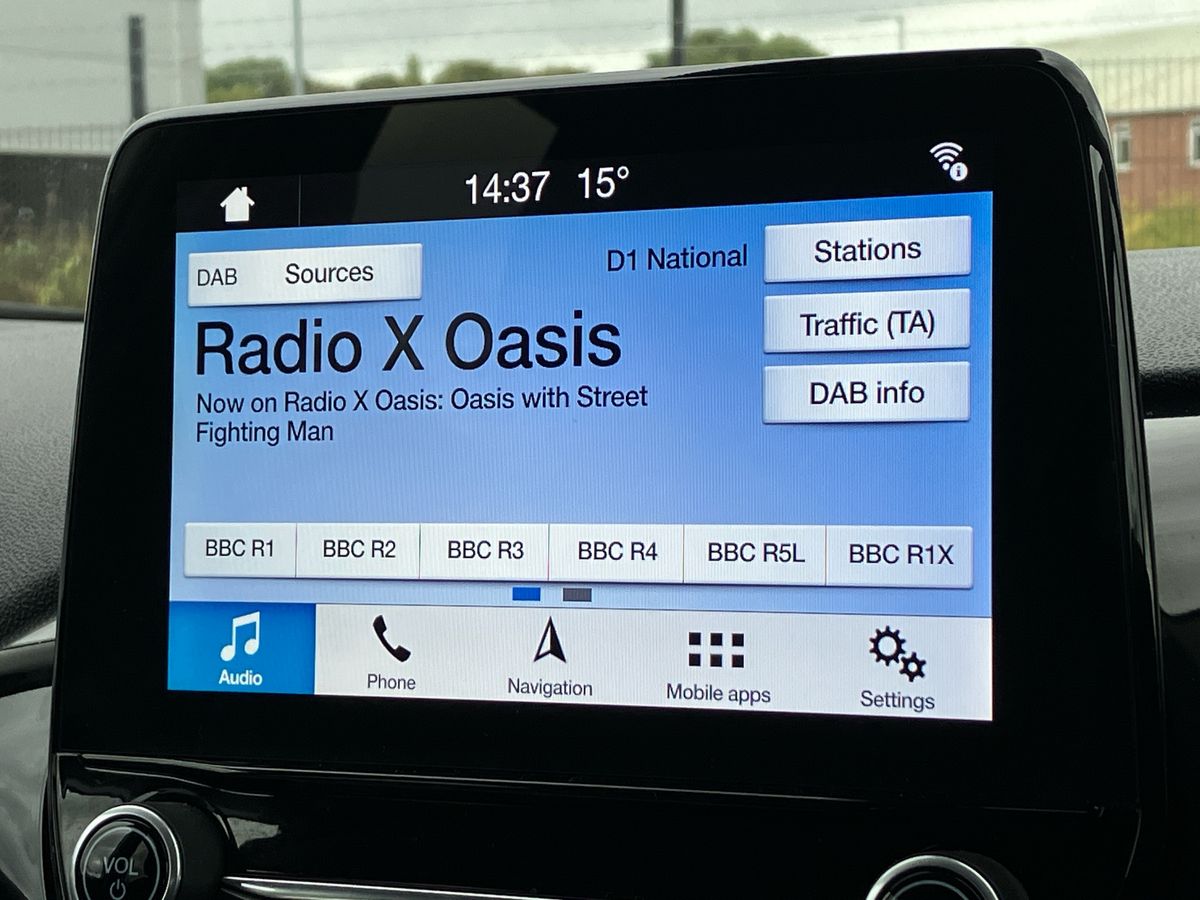 14:37 15°
DAB Sources
D1 National
Stations
Radio X Oasis
Traffic (TA)
Now on Radio X Oasis: Oasis with Street
Fighting Man
DAB info
BBC R1 BBC R2 BBC R3 BBC R4 BBC R5L BBC R1X
Audio Phone Navigation Mobile apps Settings
VOL